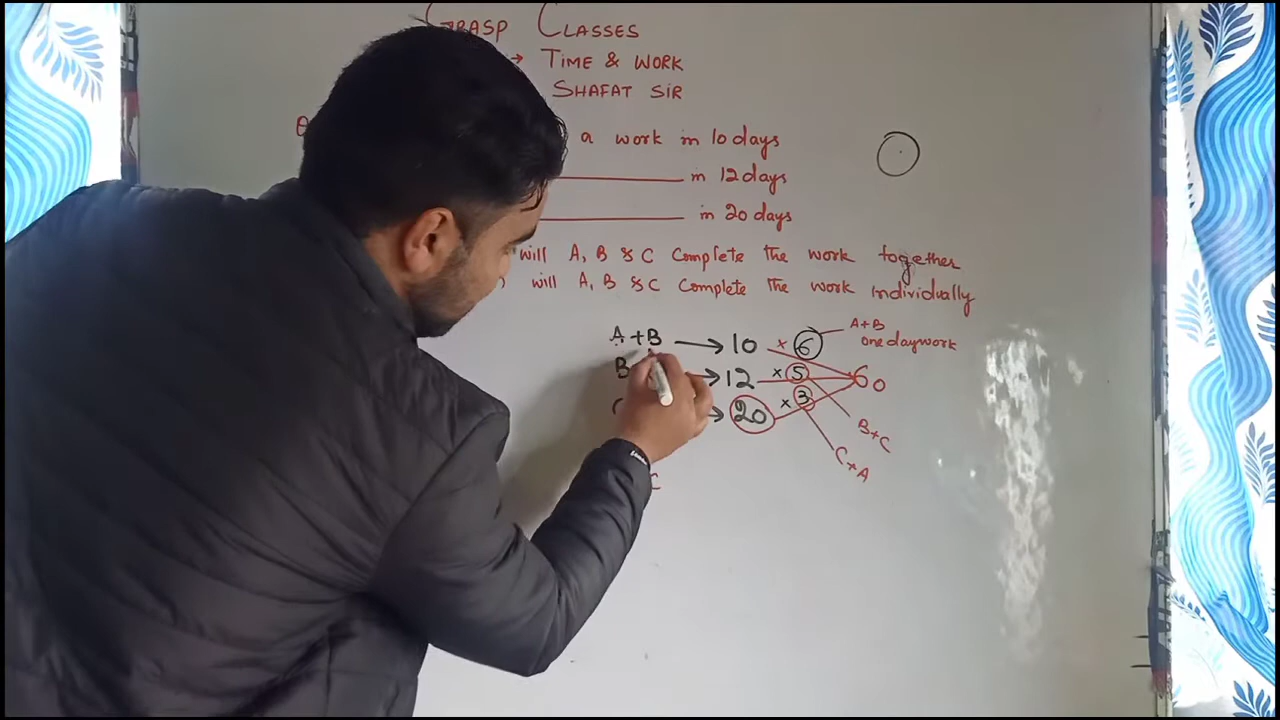 GRASP CLASSES
→ TIME & WORK
SHAFAT SIR
a work in 10 days
in 12 days
in 20 days
will A, B & C Complete the work together
will A, B & C Complete the work individually
A + B → 10 × 6 A+B one day work
B → 12 × 5 60
→ 20 × 3 B+C
C+A
C